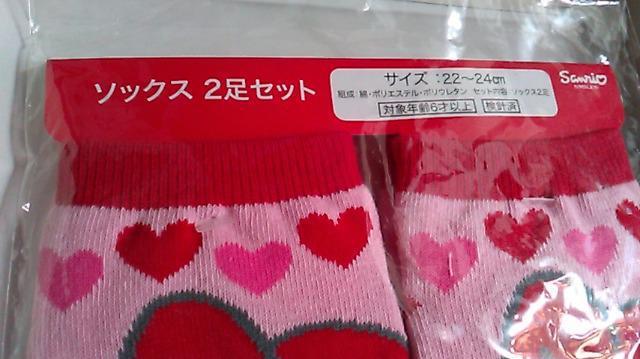 ソックス 2足セット
サイズ:22〜24cm
組成:綿・ポリエステル・ポリウレタン セット内容:ソックス2足
対象年齢6才以上 検針済
Sanrio